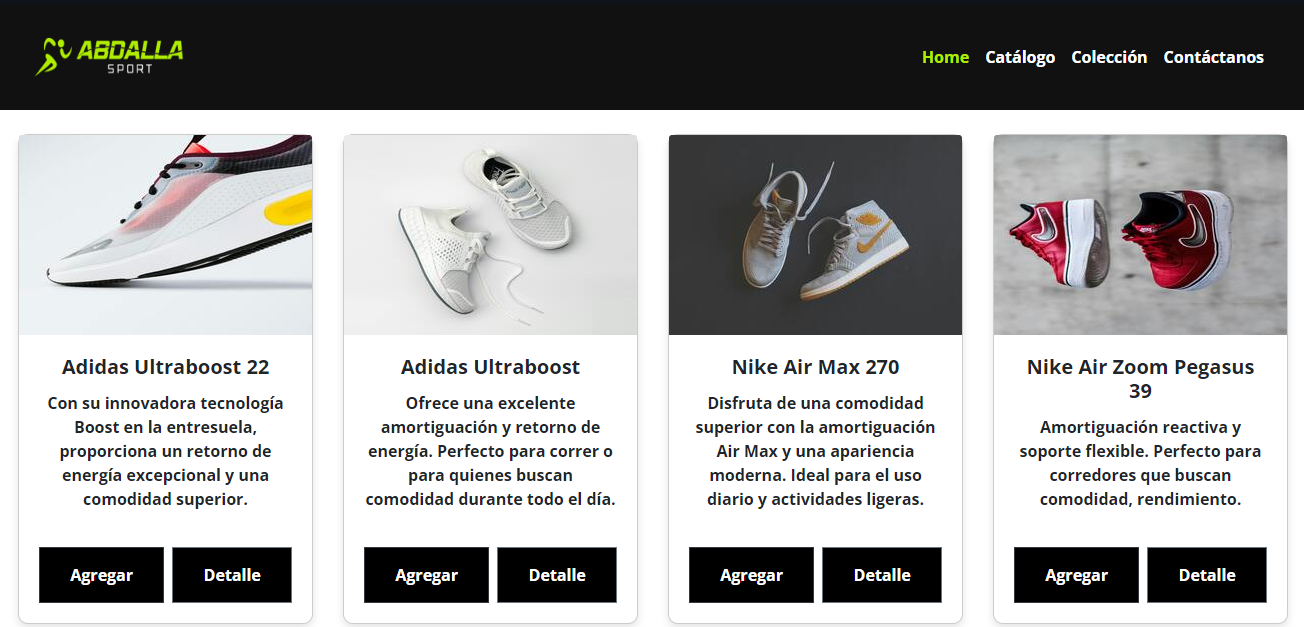 ABDALLA
SPORT
Home Catálogo Colección Contáctanos
Adidas Ultraboost 22
Con su innovadora tecnología
Boost en la entresuela,
proporciona un retorno de
energía excepcional y una
comodidad superior.
Agregar Detalle
Adidas Ultraboost
Ofrece una excelente
amortiguación y retorno de
energía. Perfecto para correr o
para quienes buscan
comodidad durante todo el día.
Agregar Detalle
Nike Air Max 270
Disfruta de una comodidad
superior con la amortiguación
Air Max y una apariencia
moderna. Ideal para el uso
diario y actividades ligeras.
Agregar Detalle
Nike Air Zoom Pegasus
39
Amortiguación reactiva y
soporte flexible. Perfecto para
corredores que buscan
comodidad, rendimiento.
Agregar Detalle